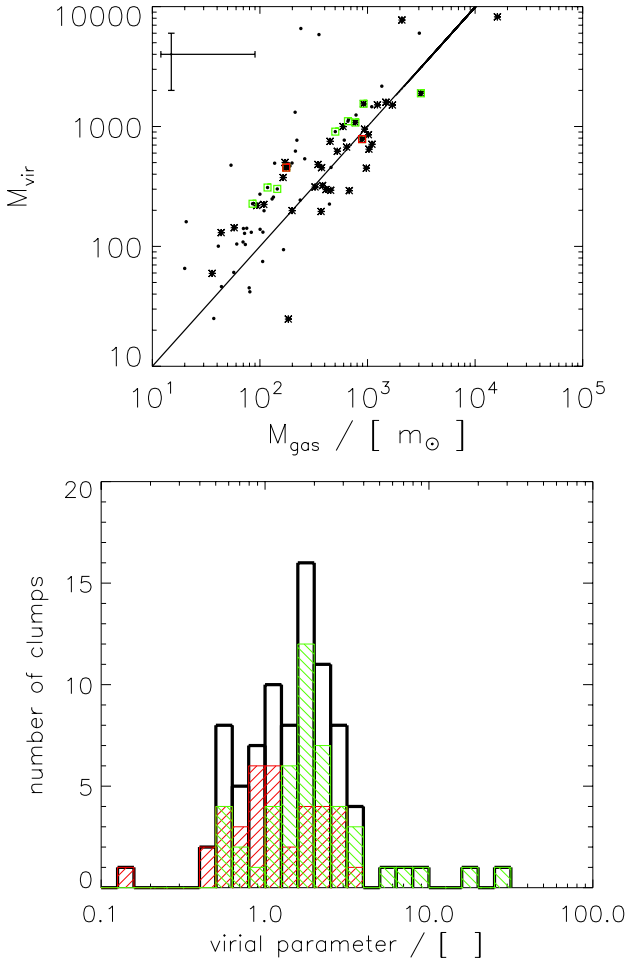 10000
1000
100
10
M_vir
10^1 10^2 10^3 10^4 10^5
M_gas / [ m_⊙ ]
20
15
10
5
0
number of clumps
0.1 1.0 10.0 100.0
virial parameter / [ ]